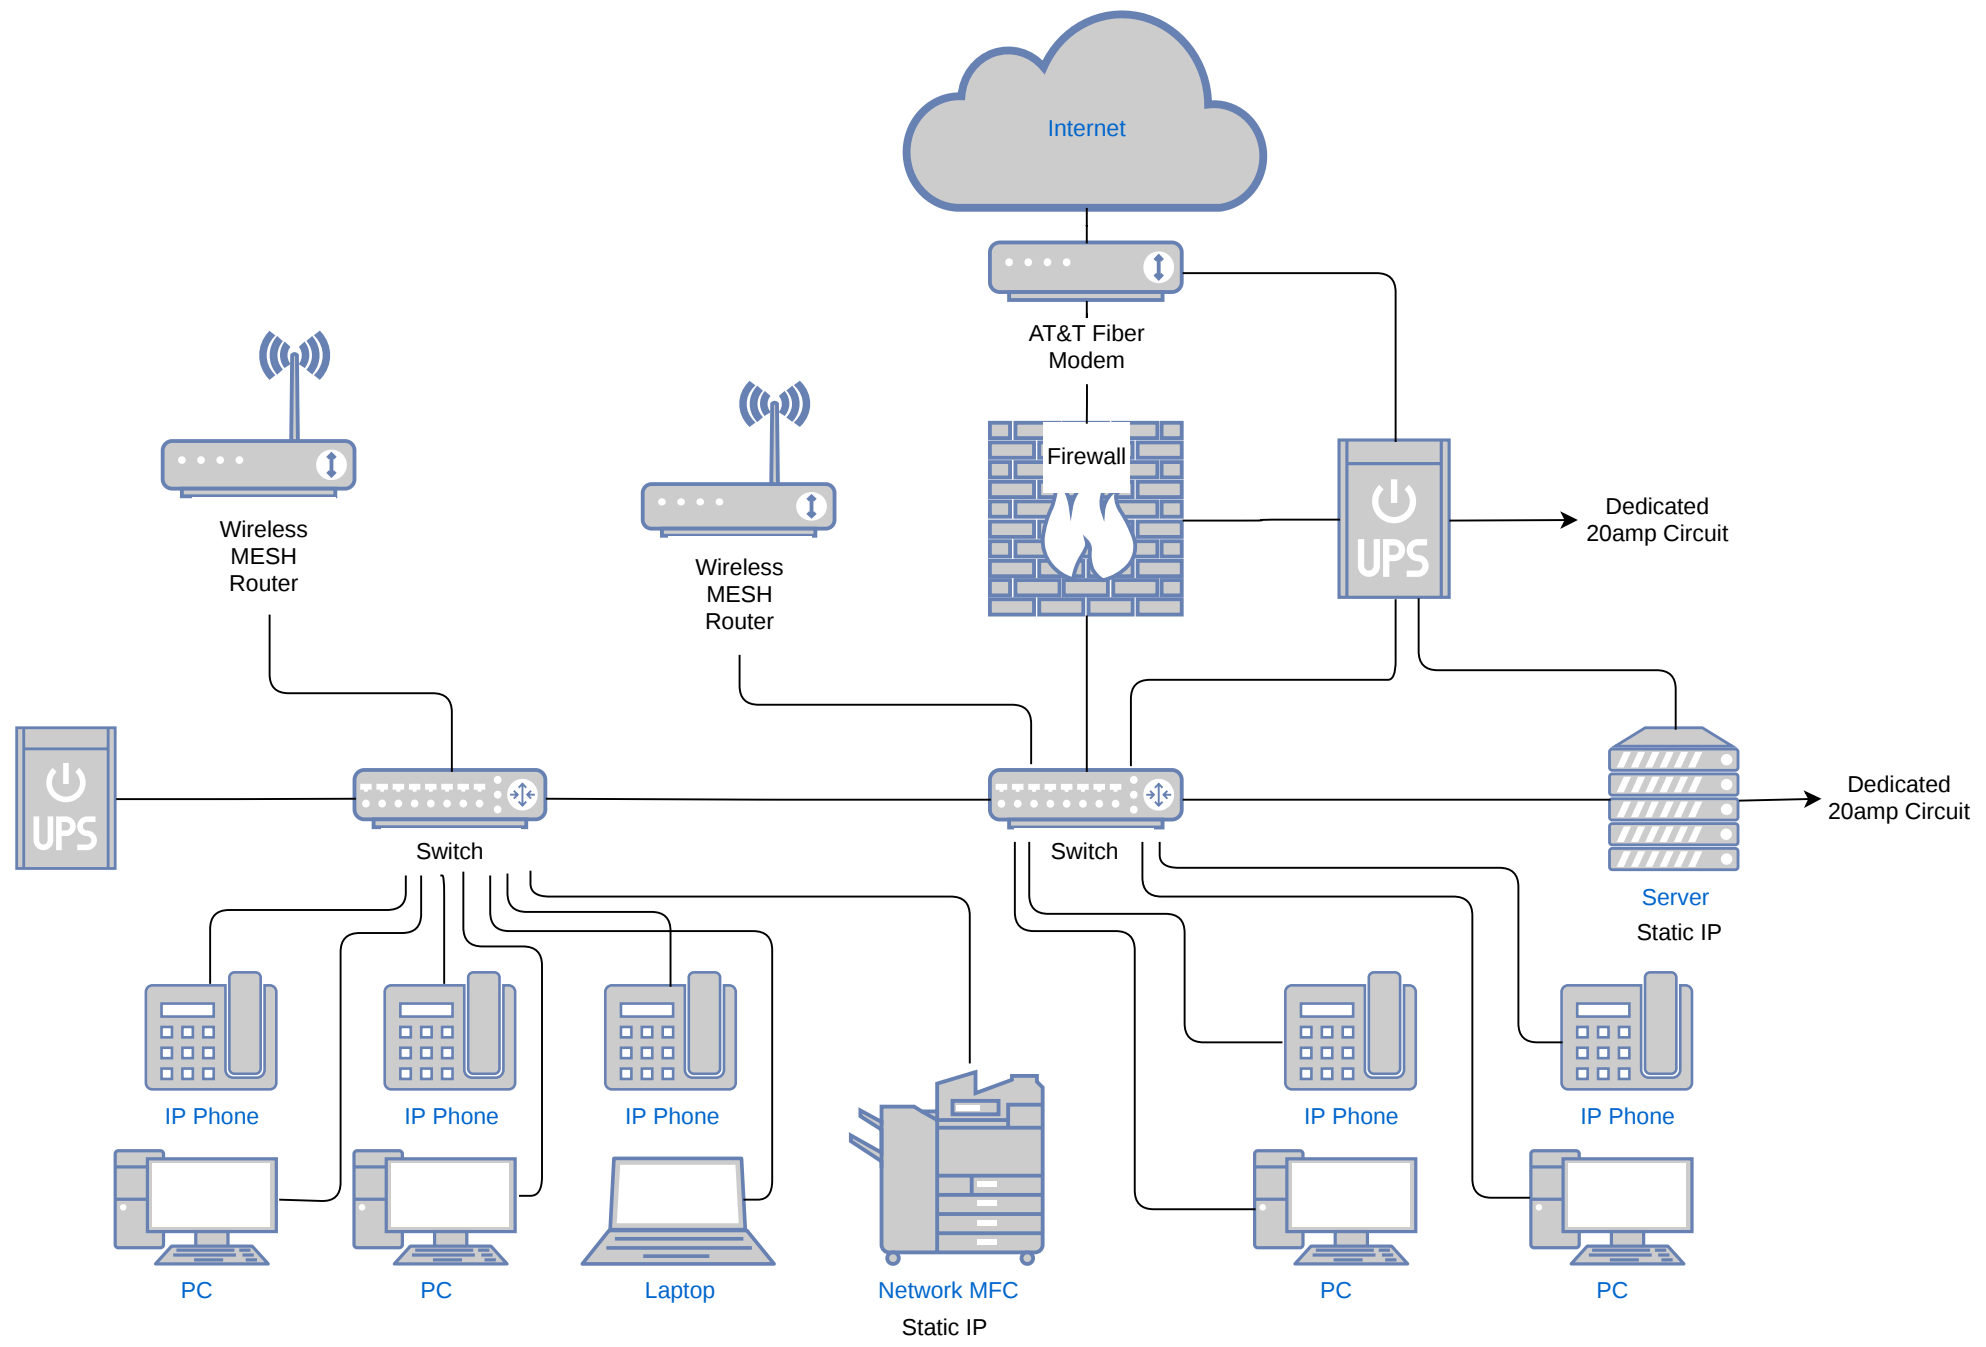 Internet
AT&T Fiber
Modem
Firewall
UPS
Dedicated
20amp Circuit
Wireless
MESH
Router
Wireless
MESH
Router
UPS
Switch
Switch
Dedicated
20amp Circuit
Server
Static IP
IP Phone
IP Phone
IP Phone
IP Phone
IP Phone
PC
PC
Laptop
Network MFC
Static IP
PC
PC